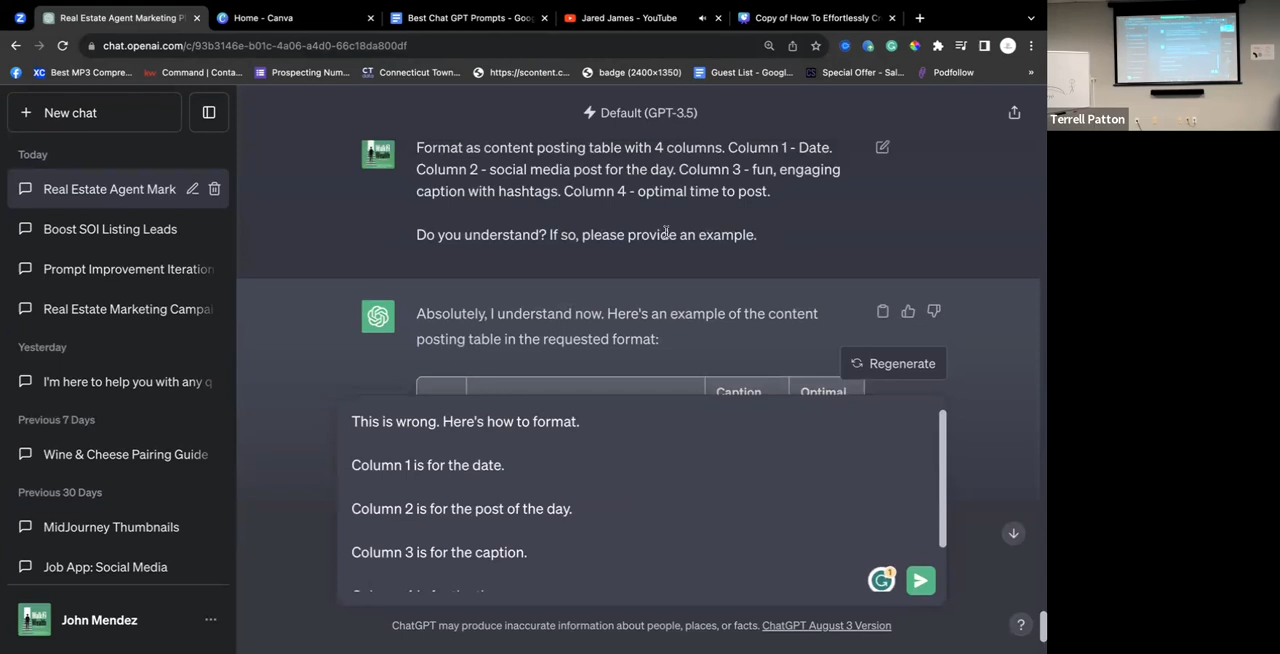 Real Estate Agent Marketing P
Home - Canva
Best Chat GPT Prompts - Goo
Jared James - YouTube
Copy of How To Effortlessly Cr
chat.openai.com/c/93b3146e-b01c-4a06-a4d0-66c18da800df
XC Best MP3 Compre...
kw Command | Conta...
Prospecting Num...
CT Connecticut Town...
https://scontent.c...
badge (2400×1350)
Guest List - Googl...
CS Special Offer - Sal...
Podfollow
»
+ New chat
Default (GPT-3.5)
Terrell Patton
Today
Real Estate Agent Mark
Boost SOI Listing Leads
Prompt Improvement Iteration
Real Estate Marketing Campai
Yesterday
I'm here to help you with any q
Previous 7 Days
Wine & Cheese Pairing Guide
Previous 30 Days
MidJourney Thumbnails
Job App: Social Media
John Mendez
...
Format as content posting table with 4 columns. Column 1 - Date.
Column 2 - social media post for the day. Column 3 - fun, engaging
caption with hashtags. Column 4 - optimal time to post.
Do you understand? If so, please provide an example.
Absolutely, I understand now. Here's an example of the content
posting table in the requested format:
Regenerate
Caption Optimal
This is wrong. Here's how to format.
Column 1 is for the date.
Column 2 is for the post of the day.
Column 3 is for the caption.
1
ChatGPT may produce inaccurate information about people, places, or facts. ChatGPT August 3 Version
?